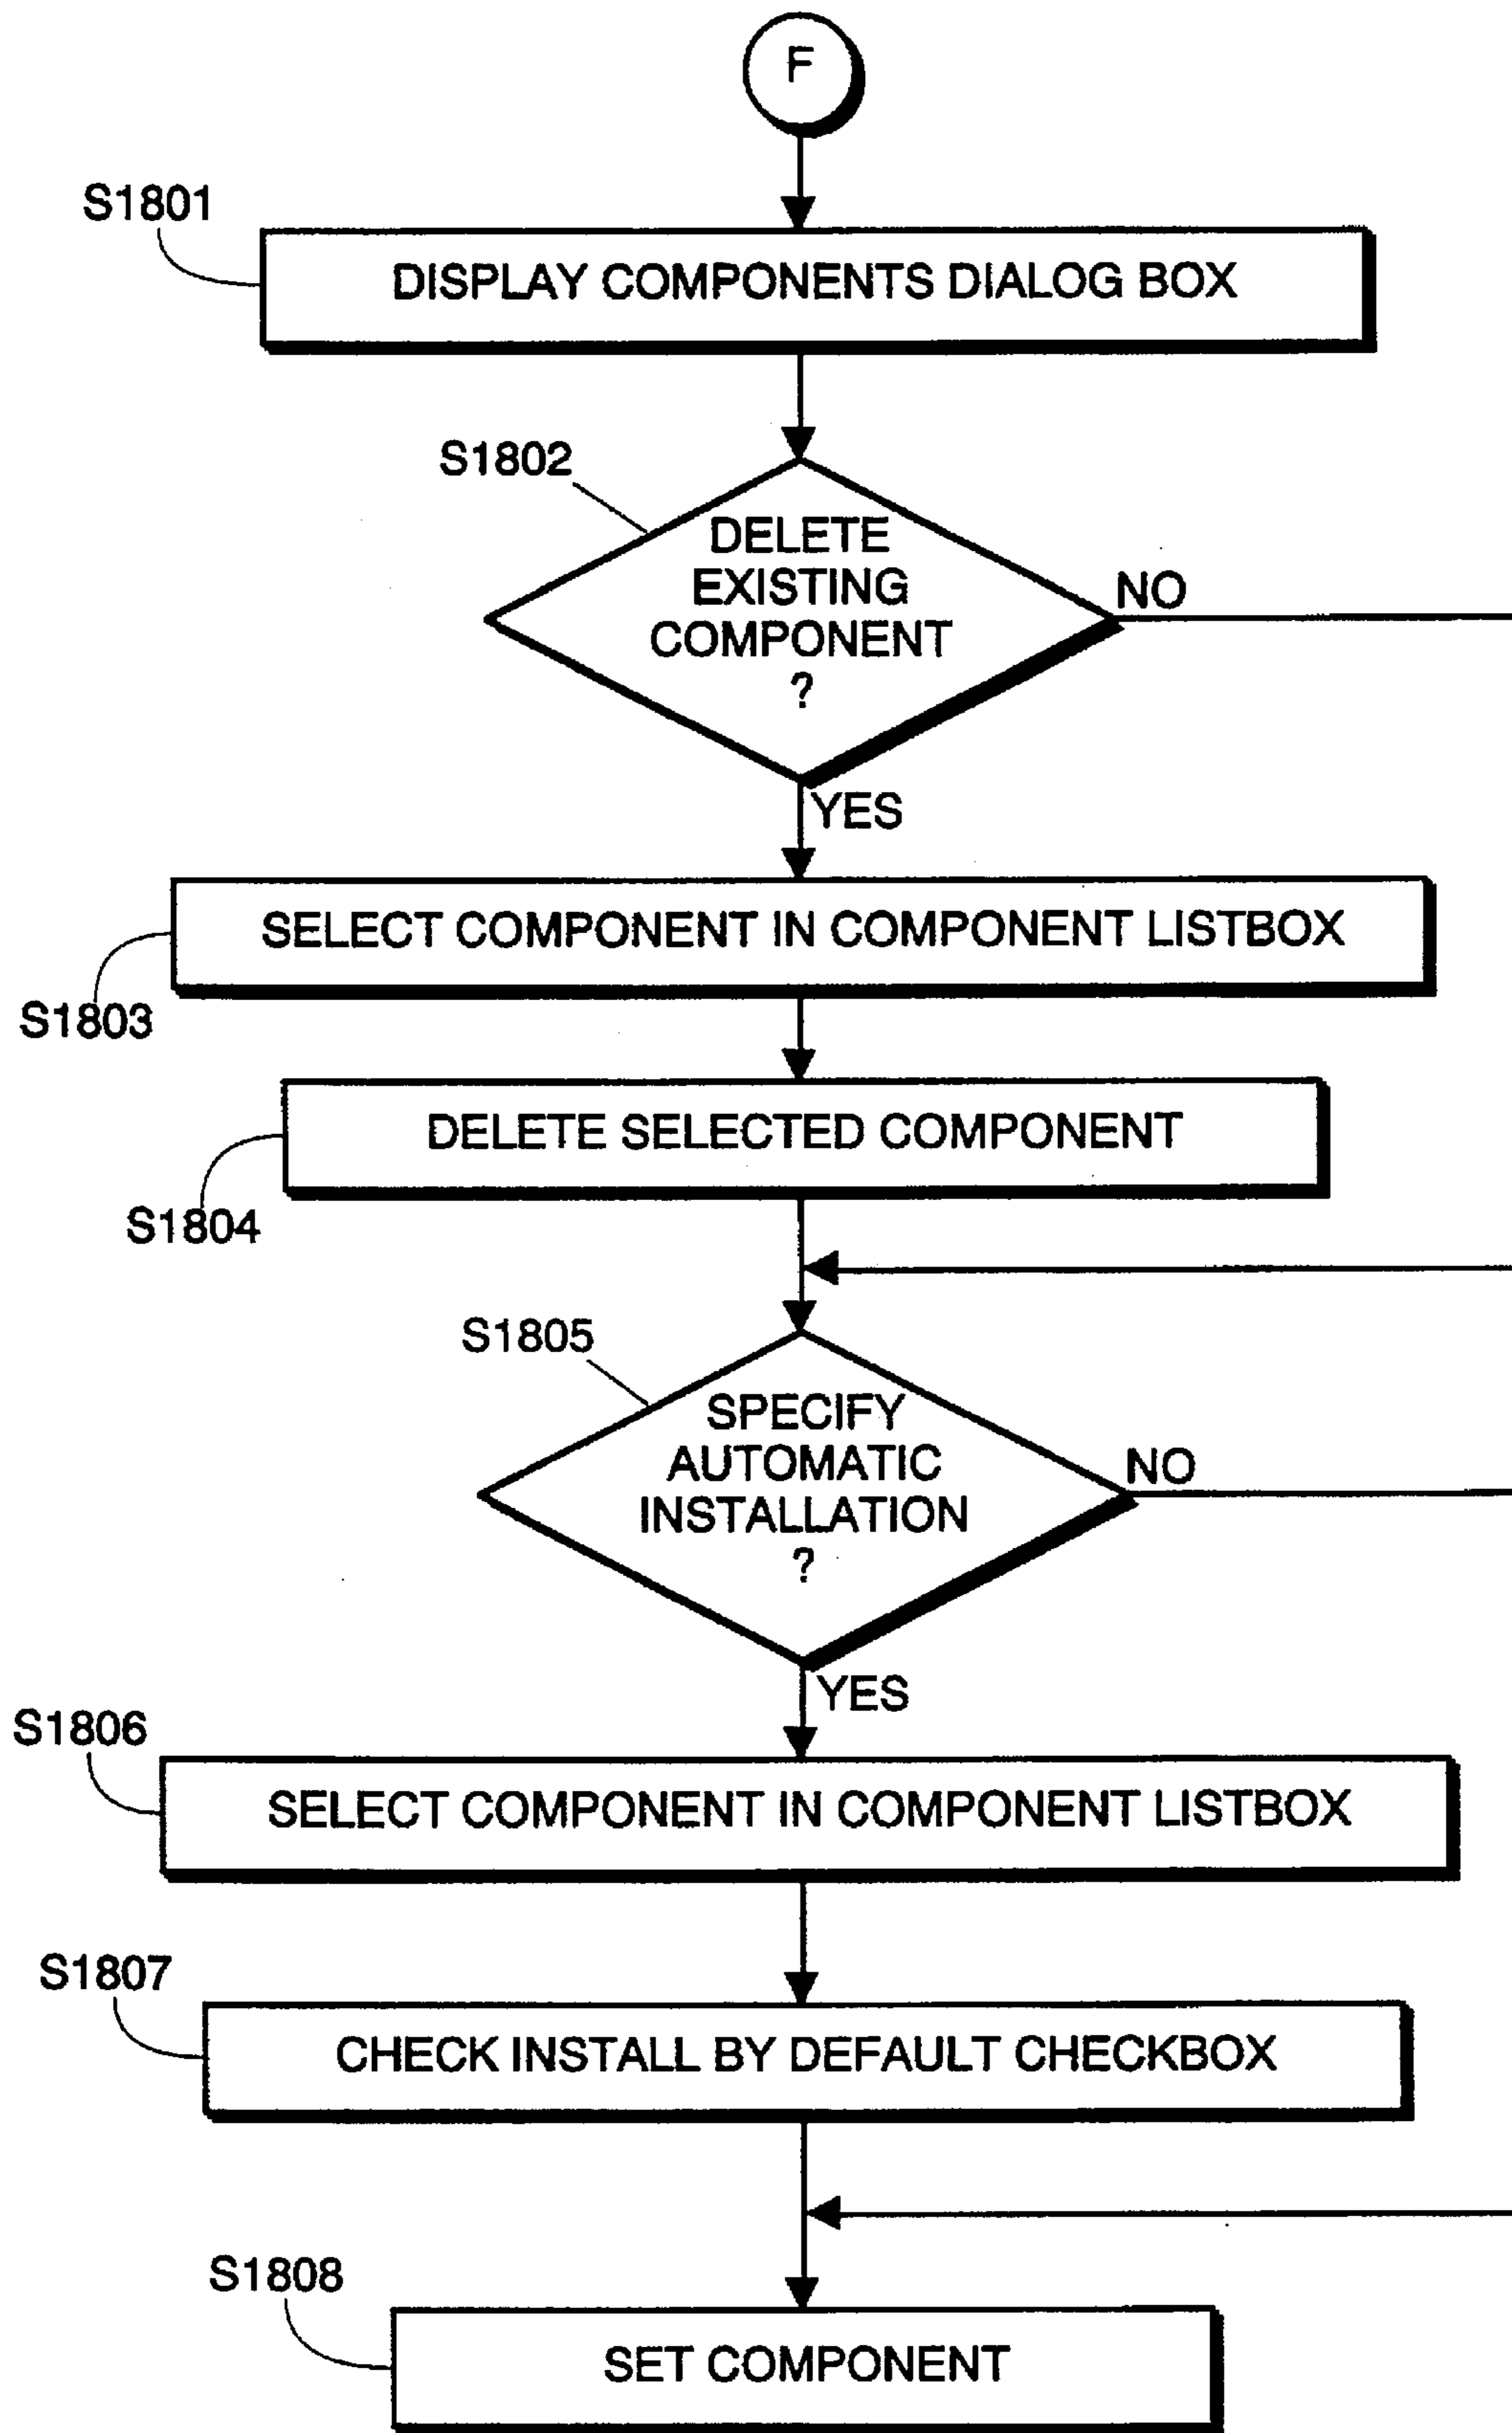 F
S1801
DISPLAY COMPONENTS DIALOG BOX
S1802
DELETE
EXISTING
COMPONENT
?
NO
YES
SELECT COMPONENT IN COMPONENT LISTBOX
S1803
DELETE SELECTED COMPONENT
S1804
S1805
SPECIFY
AUTOMATIC
INSTALLATION
?
NO
YES
S1806
SELECT COMPONENT IN COMPONENT LISTBOX
S1807
CHECK INSTALL BY DEFAULT CHECKBOX
S1808
SET COMPONENT